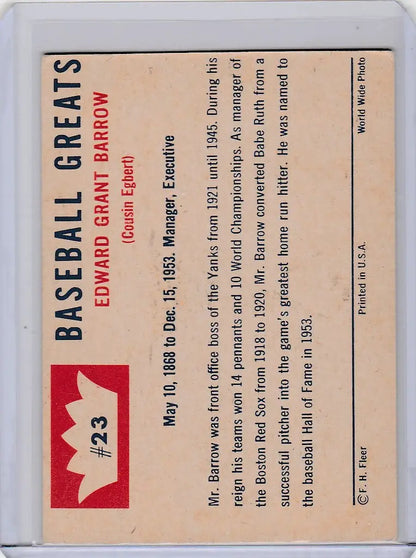 #23
BASEBALL GREATS
EDWARD GRANT BARROW
(Cousin Egbert)
May 10, 1868 to Dec. 15, 1953. Manager, Executive
Mr. Barrow was front office boss of the Yanks from 1921 until 1945. During his
reign his teams won 14 pennants and 10 World Championships. As manager of
the Boston Red Sox from 1918 to 1920, Mr. Barrow converted Babe Ruth from a
successful pitcher into the game's greatest home run hitter. He was named to
the baseball Hall of Fame in 1953.
© F. H. Fleer
Printed in U.S.A.
World Wide Photo